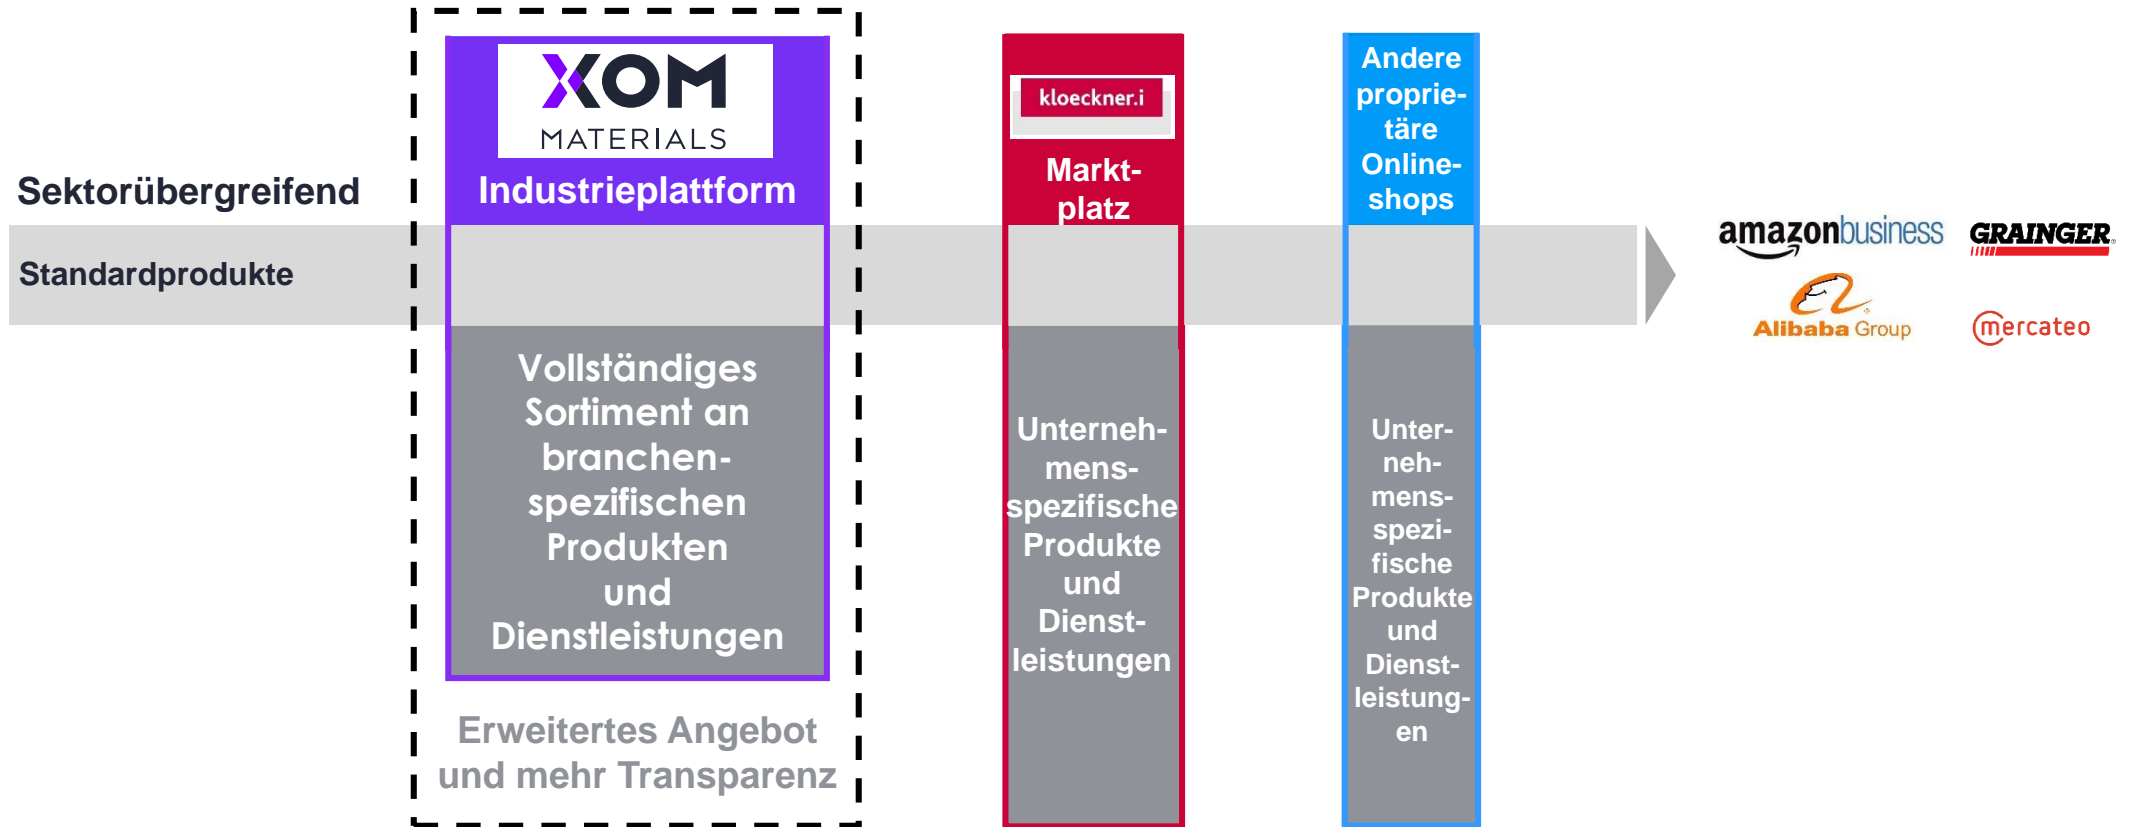 Sektorübergreifend
Standardprodukte
XOM
MATERIALS
Industrieplattform
Vollständiges
Sortiment an
branchen-
spezifischen
Produkten
und
Dienstleistungen
Erweitertes Angebot
und mehr Transparenz
kloeckner.i
Markt-
platz
Unterneh-
mens-
spezifische
Produkte
und
Dienst-
leistungen
Andere
proprie-
täre
Online-
shops
Unter-
neh-
mens-
spezi-
fische
Produkte
und
Dienst-
leistung-
en
amazonbusiness
GRAINGER®
Alibaba Group
mercateo